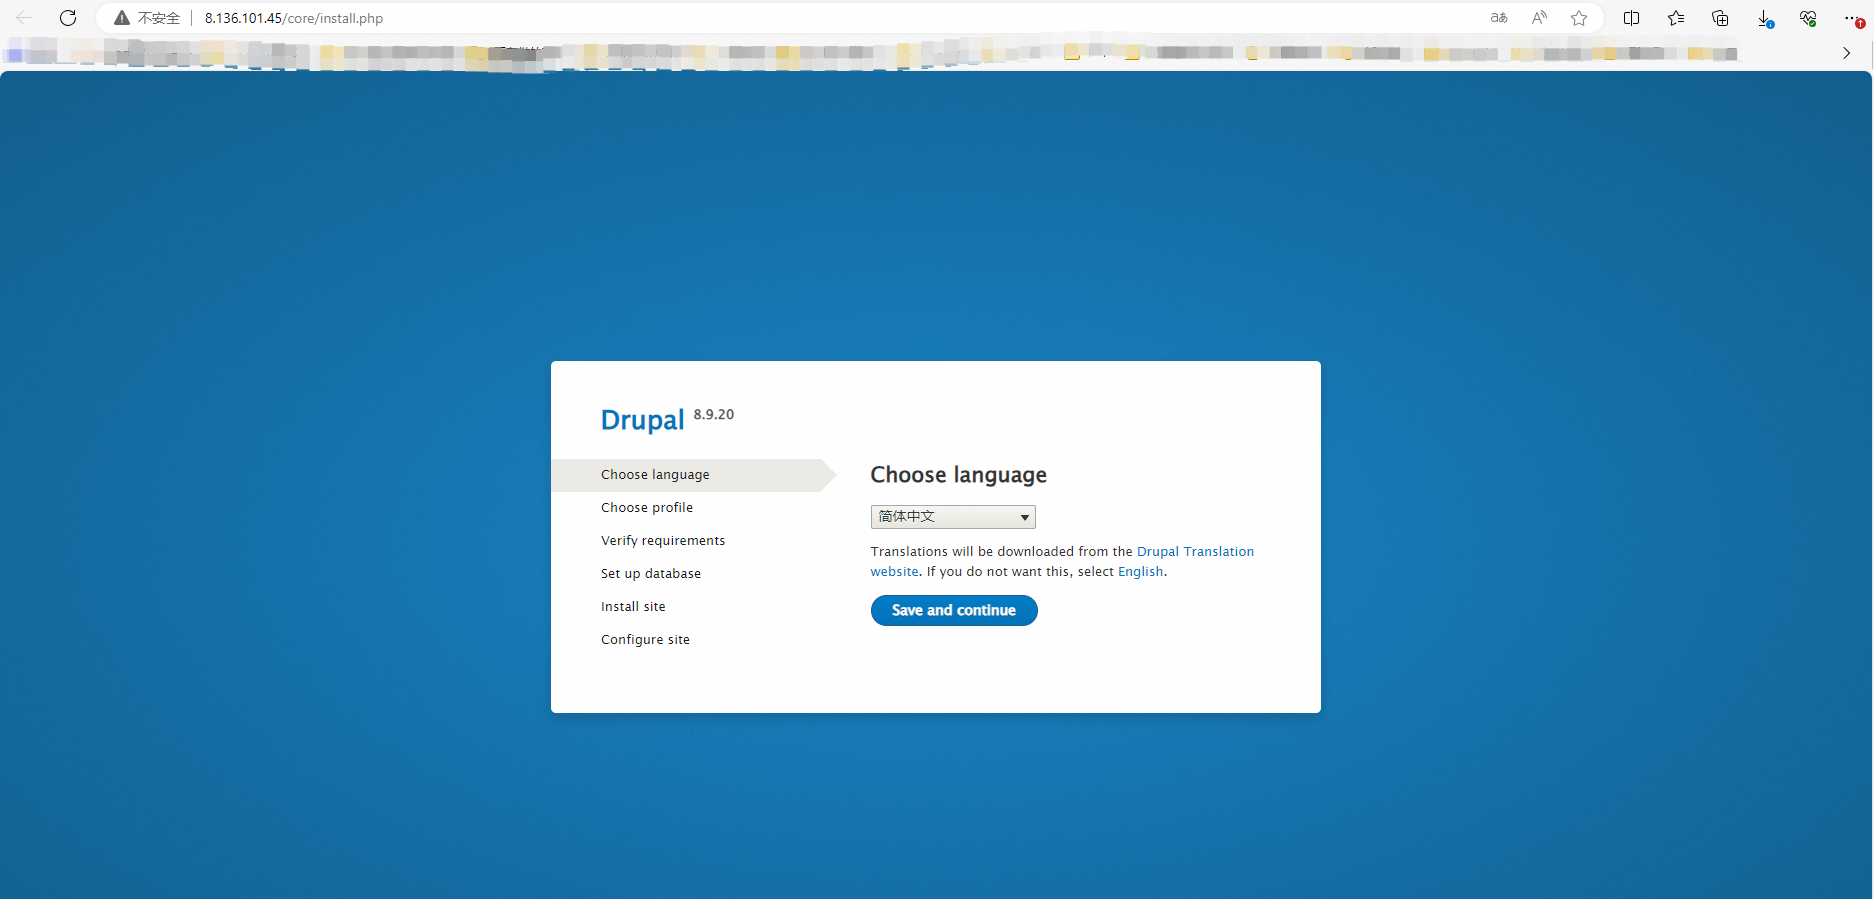 不安全 | 8.136.101.45/core/install.php
Drupal 8.9.20
Choose language
Choose profile
Verify requirements
Set up database
Install site
Configure site
Choose language
简体中文
Translations will be downloaded from the Drupal Translation
website. If you do not want this, select English.
Save and continue